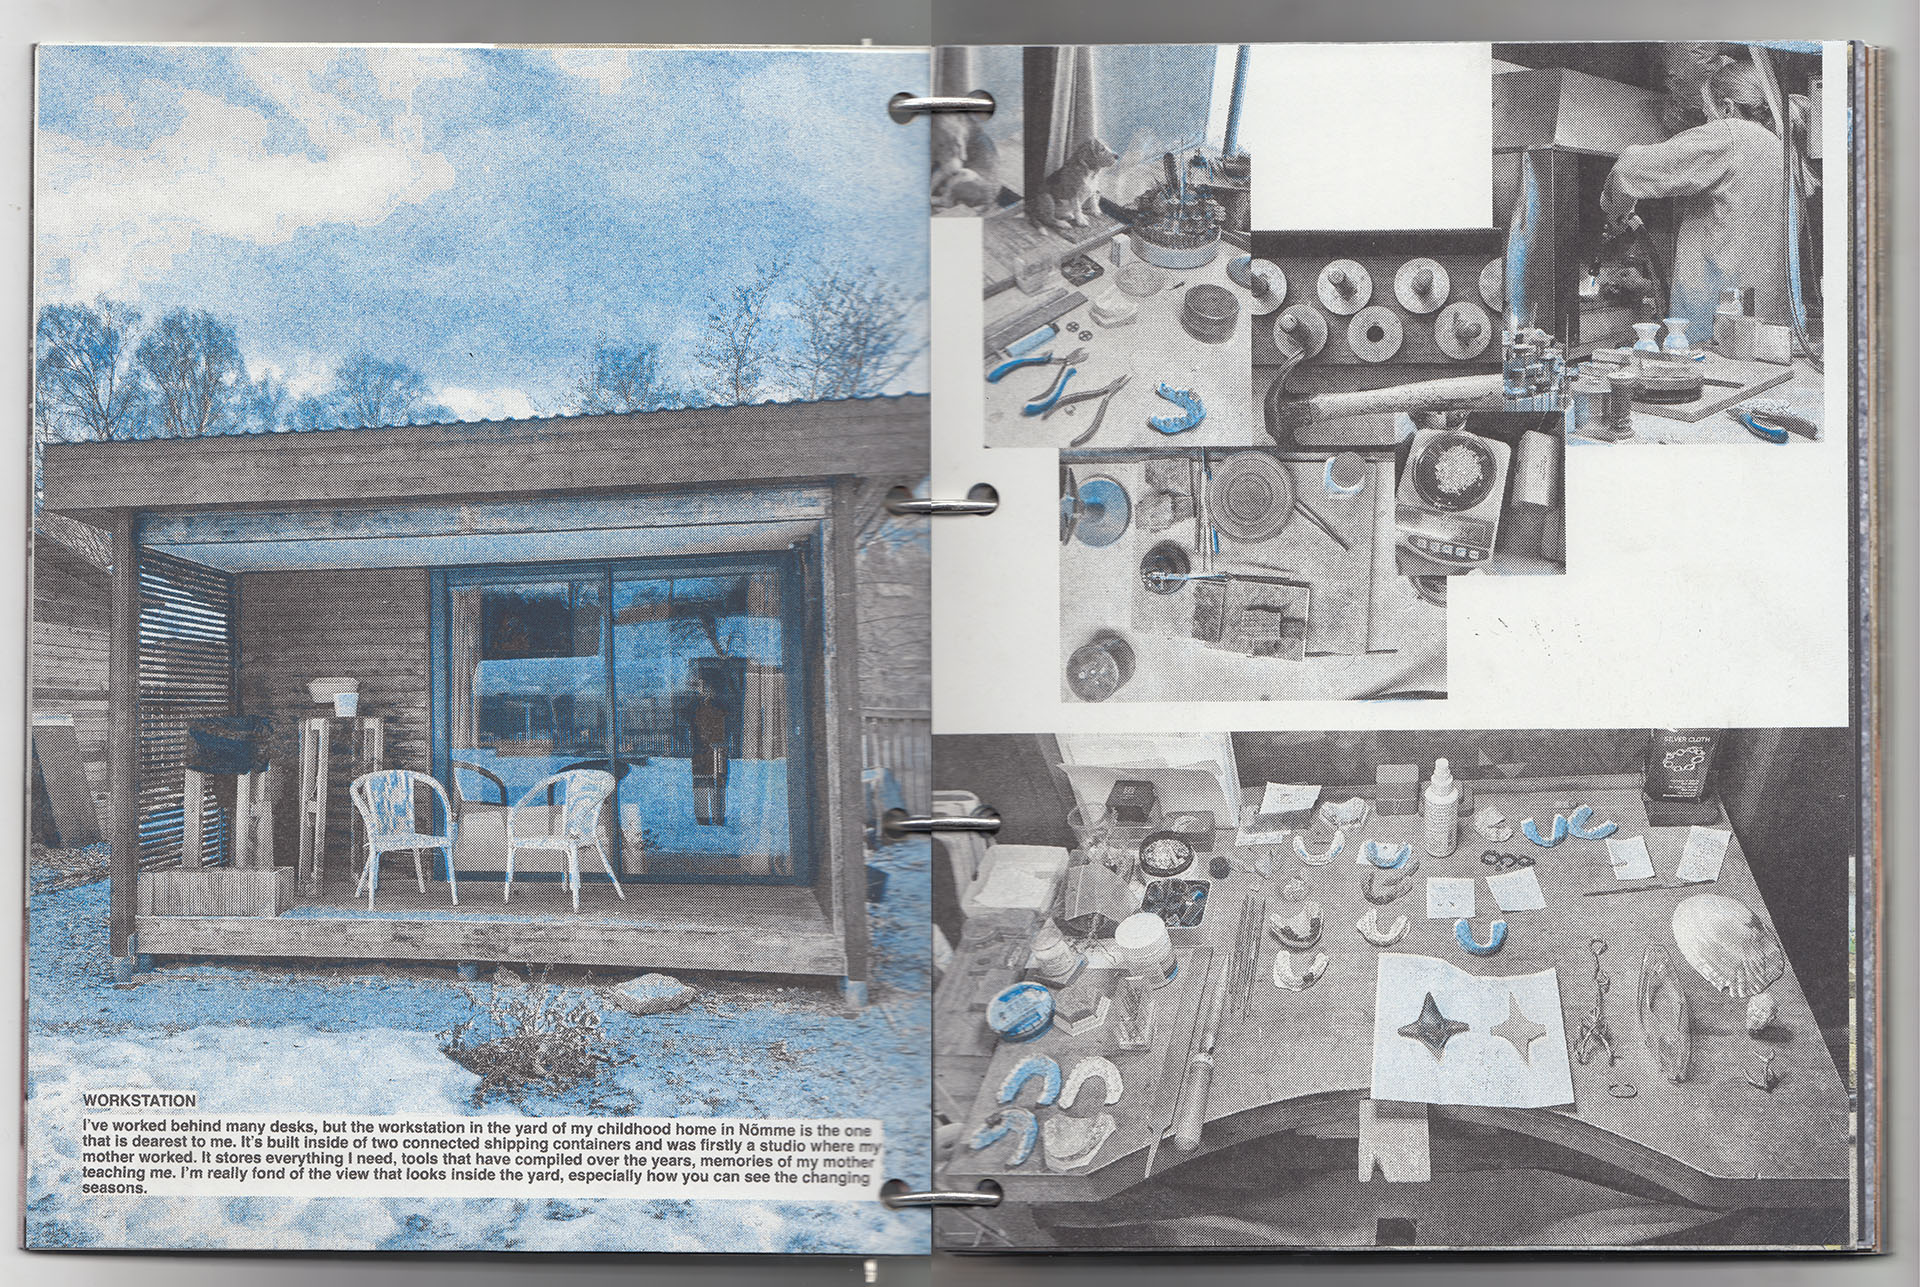 WORKSTATION
I've worked behind many desks, but the workstation in the yard of my childhood home in Nõmme is the one
that is dearest to me. It's built inside of two connected shipping containers and was firstly a studio where my
mother worked. It stores everything I need, tools that have compiled over the years, memories of my mother
teaching me. I'm really fond of the view that looks inside the yard, especially how you can see the changing
seasons.
SILVER CLOTH